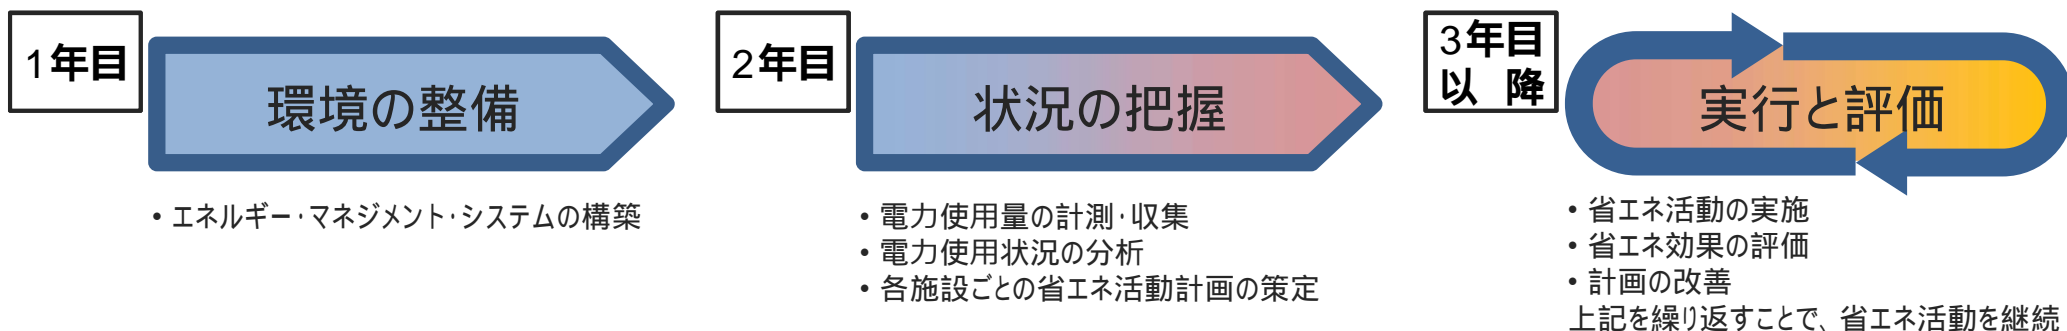 1年目
環境の整備
・エネルギー・マネジメント・システムの構築
2年目
状況の把握
・電力使用量の計測・収集
・電力使用状況の分析
・各施設ごとの省エネ活動計画の策定
3年目
以 降
実行と評価
・省エネ活動の実施
・省エネ効果の評価
・計画の改善
上記を繰り返すことで、省エネ活動を継続